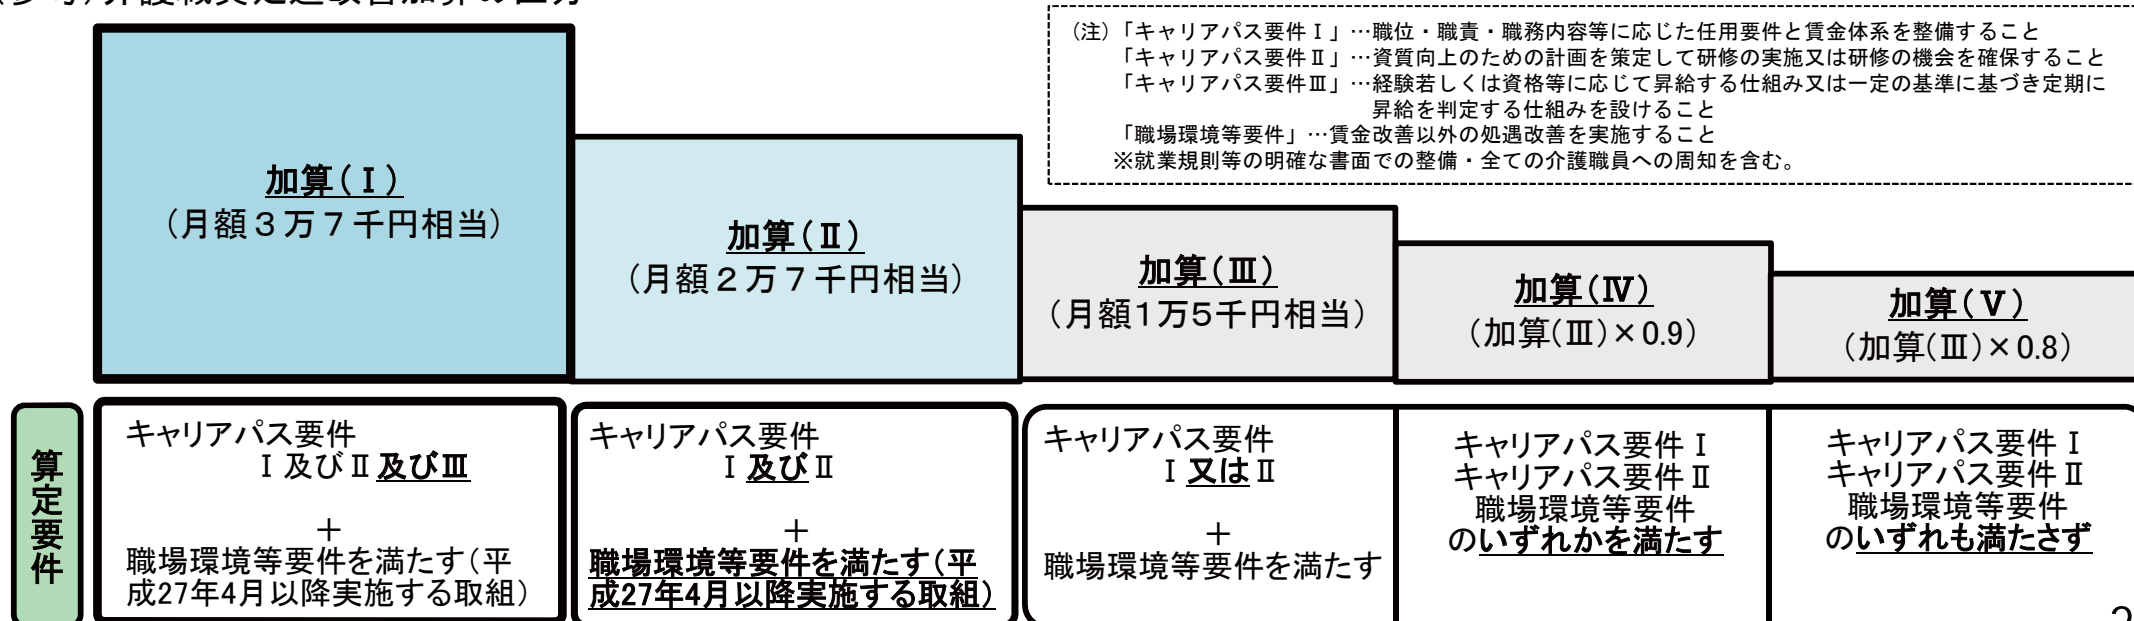 (参考)介護職員処遇改善加算の区分
(注)「キャリアパス要件Ⅰ」…職位・職責・職務内容等に応じた任用要件と賃金体系を整備すること
「キャリアパス要件Ⅱ」…資質向上のための計画を策定して研修の実施又は研修の機会を確保すること
「キャリアパス要件Ⅲ」…経験若しくは資格等に応じて昇給する仕組み又は一定の基準に基づき定期に
昇給を判定する仕組みを設けること
「職場環境等要件」…賃金改善以外の処遇改善を実施すること
※就業規則等の明確な書面での整備・全ての介護職員への周知を含む。
加算(Ⅰ)
(月額3万7千円相当)
加算(Ⅱ)
(月額2万7千円相当)
加算(Ⅲ)
(月額1万5千円相当)
加算(Ⅳ)
(加算(Ⅲ)×0.9)
加算(Ⅴ)
(加算(Ⅲ)×0.8)
算定要件
キャリアパス要件
Ⅰ及びⅡ及びⅢ
+
職場環境等要件を満たす(平
成27年4月以降実施する取組)
キャリアパス要件
Ⅰ及びⅡ
+
職場環境等要件を満たす(平
成27年4月以降実施する取組)
キャリアパス要件
Ⅰ又はⅡ
+
職場環境等要件を満たす
キャリアパス要件Ⅰ
キャリアパス要件Ⅱ
職場環境等要件
のいずれかを満たす
キャリアパス要件Ⅰ
キャリアパス要件Ⅱ
職場環境等要件
のいずれも満たさず